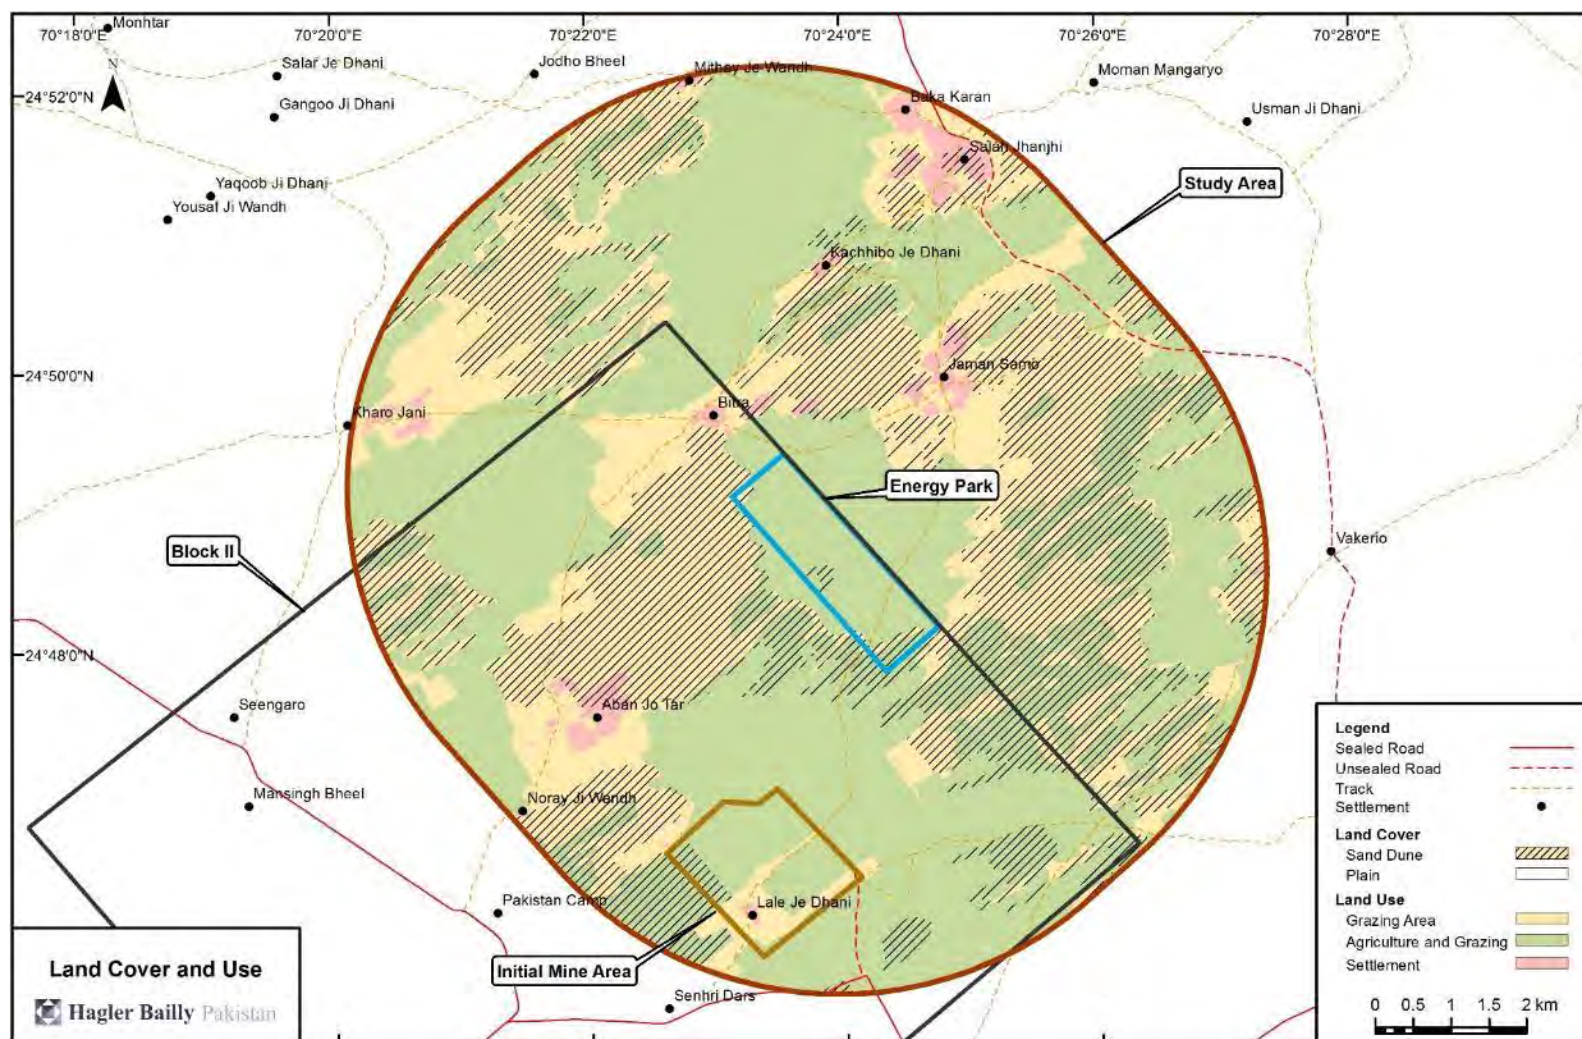 Monhtar
70°18'0"E
70°20'0"E
70°22'0"E
70°24'0"E
70°26'0"E
70°28'0"E
N
Salar Je Dhani
Jodho Bheel
Mithay Je Wandh
Moman Mangaryo
24°52'0"N
Gangoo Ji Dhani
Baka Karan
Usman Ji Dhani
Salah Jhanjhi
Yaqoob Ji Dhani
Study Area
Yousaf Ji Wandh
Kachhibo Je Dhani
24°50'0"N
Jaman Samo
Kharo Jani
Bitra
Energy Park
Block II
Vakerio
24°48'0"N
Seengaro
Aban Jo Tar
Mansingh Bheel
Noray Ji Wandh
Pakistan Camp
Lale Je Dhani
Initial Mine Area
Senhri Dars
Land Cover and Use
Hagler Bailly Pakistan
Legend
Sealed Road
Unsealed Road
Track
Settlement
Land Cover
Sand Dune
Plain
Land Use
Grazing Area
Agriculture and Grazing
Settlement
0 0.5 1 1.5 2 km